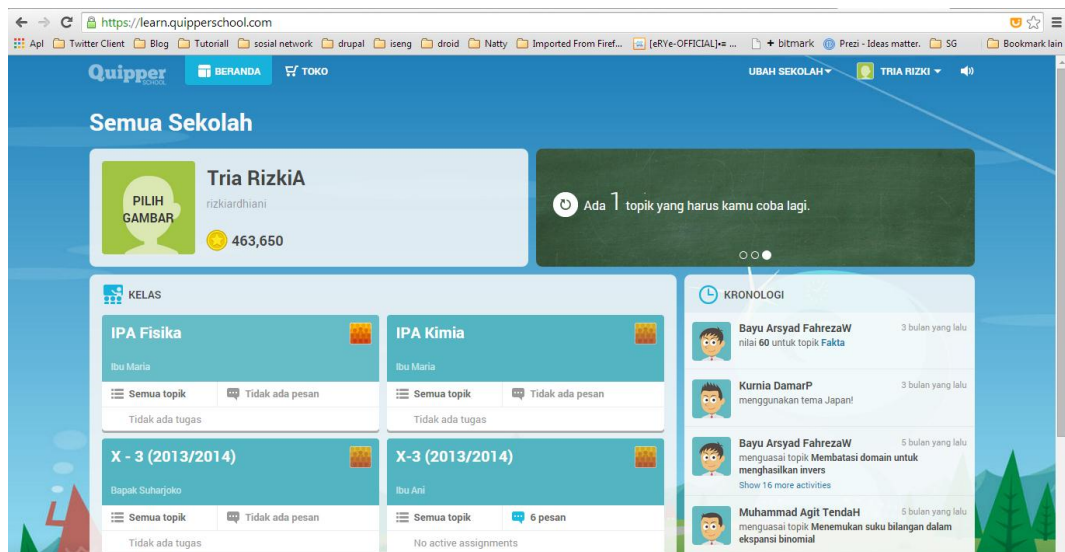 https://learn.quipperschool.com
Apl Twitter Client Blog Tutoriall sosial network drupal iseng droid Natty Imported From Firef... [eRYe-OFFICIAL]•= ... + bitmark Prezi - Ideas matter. SG Bookmark lain
Quipper SCHOOL BERANDA TOKO UBAH SEKOLAH TRIA RIZKI
Semua Sekolah
PILIH GAMBAR
Tria RizkiA
rizkiardhiani
463,650
Ada 1 topik yang harus kamu coba lagi.
KELAS
IPA Fisika
Ibu Maria
Semua topik Tidak ada pesan
Tidak ada tugas
IPA Kimia
Ibu Maria
Semua topik Tidak ada pesan
Tidak ada tugas
X - 3 (2013/2014)
Bapak Suharjoko
Semua topik Tidak ada pesan
Tidak ada tugas
X-3 (2013/2014)
Ibu Ani
Semua topik 6 pesan
No active assignments
KRONOLOGI
Bayu Arsyad FahrezaW 3 bulan yang lalu
nilai 60 untuk topik Fakta
Kurnia DamarP 3 bulan yang lalu
menggunakan tema Japan!
Bayu Arsyad FahrezaW 5 bulan yang lalu
menguasai topik Membatasi domain untuk
menghasilkan invers
Show 16 more activities
Muhammad Agit TendaH 5 bulan yang lalu
menguasai topik Menemukan suku bilangan dalam
ekspansi binomial